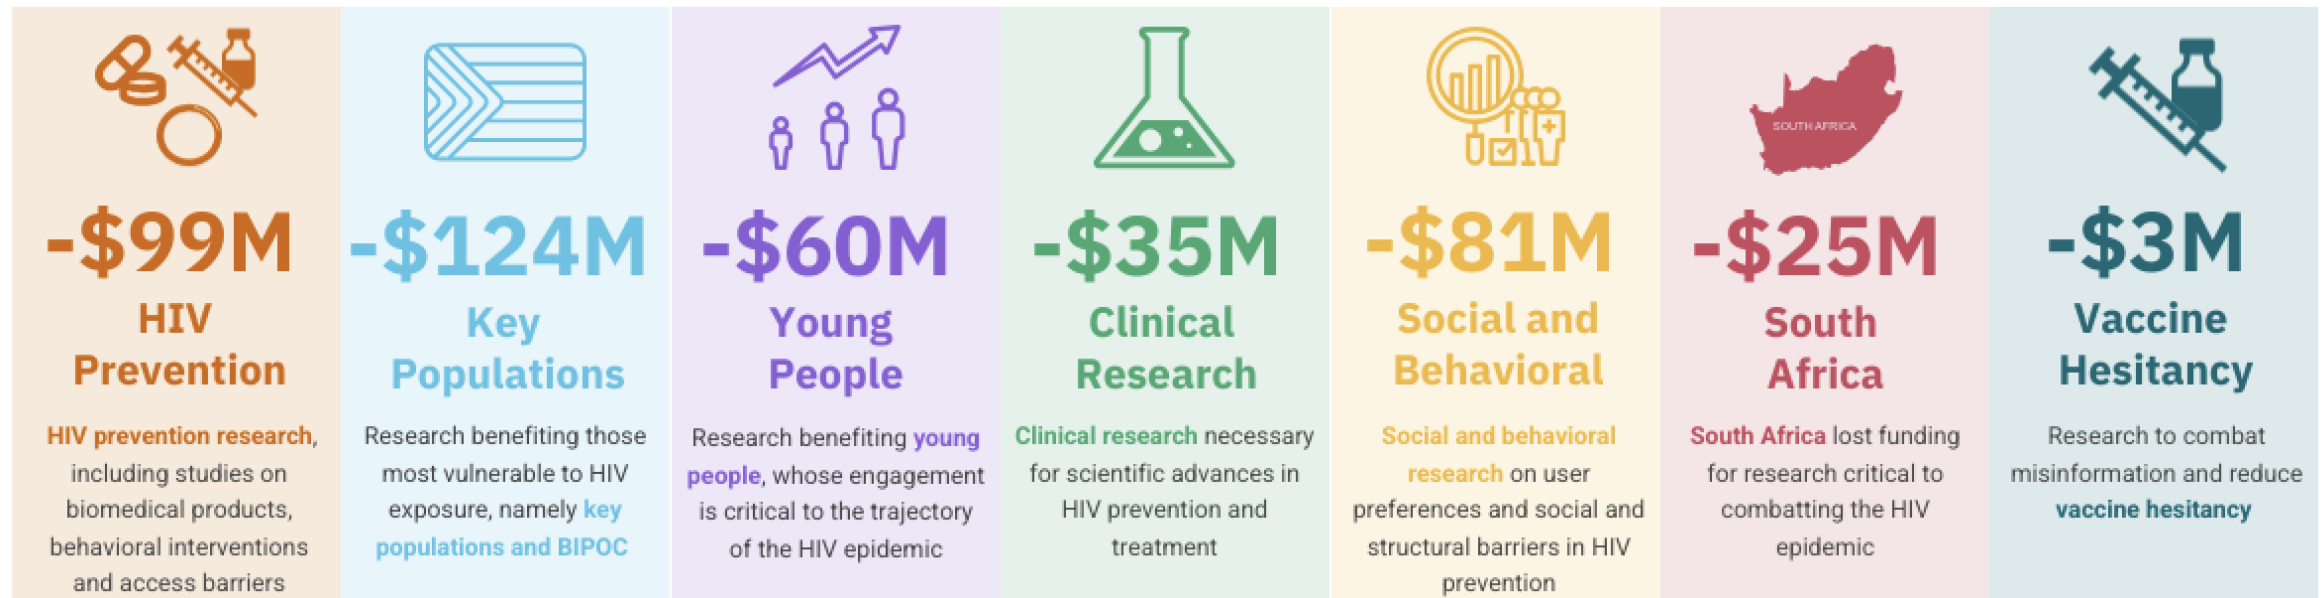 -$99M
HIV
Prevention
HIV prevention research,
including studies on
biomedical products,
behavioral interventions
and access barriers
-$124M
Key
Populations
Research benefiting those
most vulnerable to HIV
exposure, namely key
populations and BIPOC
-$60M
Young
People
Research benefiting young
people, whose engagement
is critical to the trajectory
of the HIV epidemic
-$35M
Clinical
Research
Clinical research necessary
for scientific advances in
HIV prevention and
treatment
-$81M
Social and
Behavioral
Social and behavioral
research on user
preferences and social and
structural barriers in HIV
prevention
SOUTH AFRICA
-$25M
South
Africa
South Africa lost funding
for research critical to
combatting the HIV
epidemic
-$3M
Vaccine
Hesitancy
Research to combat
misinformation and reduce
vaccine hesitancy